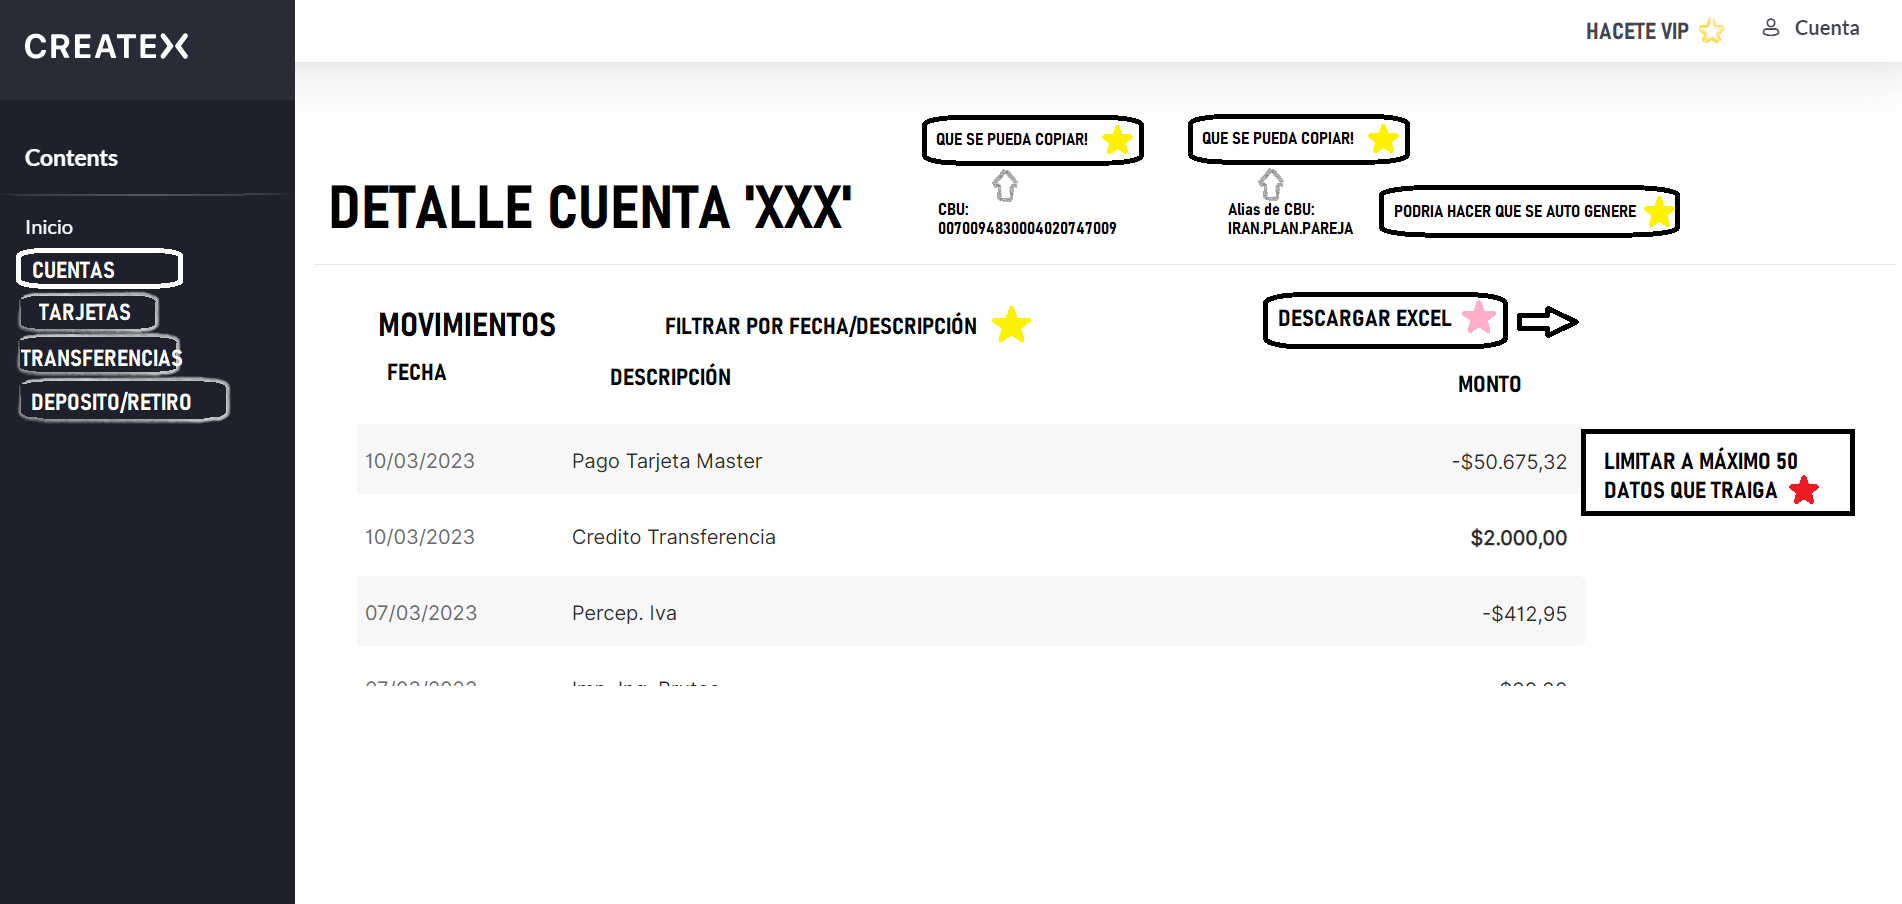 CREATEX
HACETE VIP
Cuenta
Contents
Inicio
CUENTAS
TARJETAS
TRANSFERENCIAS
DEPOSITO/RETIRO
QUE SE PUEDA COPIAR!
QUE SE PUEDA COPIAR!
DETALLE CUENTA 'XXX'
CBU:
0070094830004020747009
Alias de CBU:
IRAN.PLAN.PAREJA
PODRIA HACER QUE SE AUTO GENERE
MOVIMIENTOS
FILTRAR POR FECHA/DESCRIPCIÓN
DESCARGAR EXCEL
FECHA
DESCRIPCIÓN
MONTO
10/03/2023 Pago Tarjeta Master -$50.675,32
LIMITAR A MÁXIMO 50
DATOS QUE TRAIGA
10/03/2023 Credito Transferencia $2.000,00
07/03/2023 Percep. Iva -$412,95